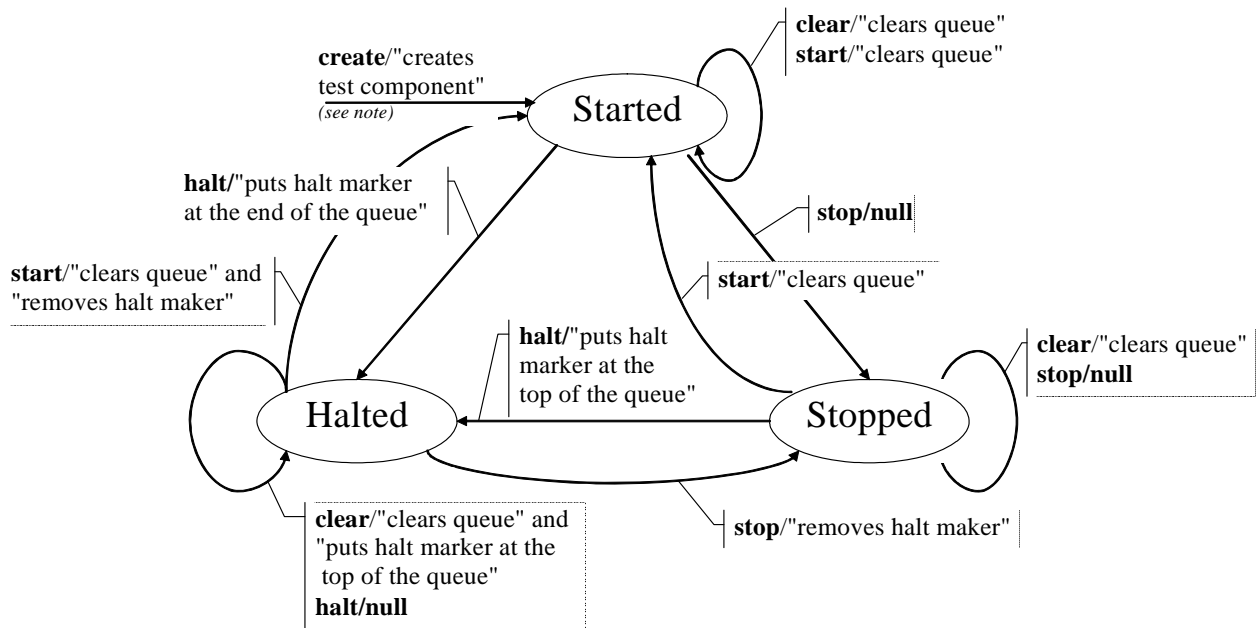 clear/"clears queue"
start/"clears queue"
create/"creates
test component"
(see note)
Started
halt/"puts halt marker
at the end of the queue"
stop/null
start/"clears queue" and
"removes halt maker"
start/"clears queue"
halt/"puts halt
marker at the
top of the queue"
clear/"clears queue"
stop/null
Halted
Stopped
clear/"clears queue" and
"puts halt marker at the
top of the queue"
halt/null
stop/"removes halt maker"